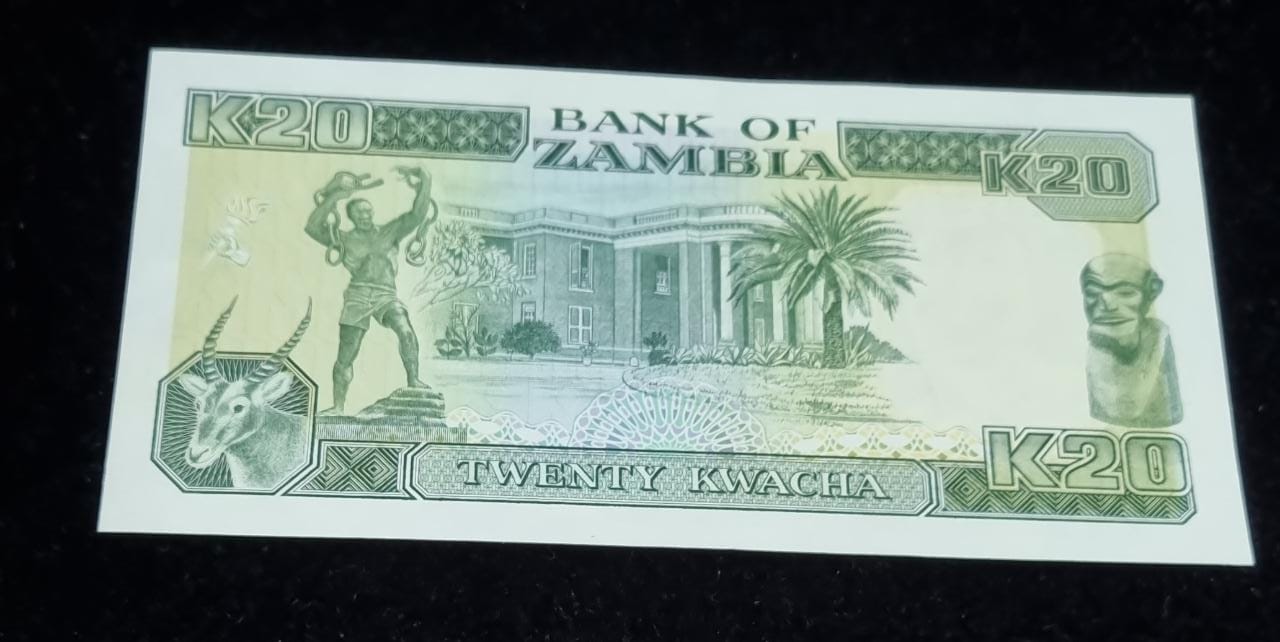 K20
BANK OF
ZAMBIA
K20
TWENTY KWACHA
K20